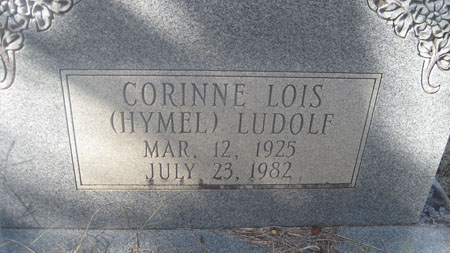 CORINNE LOIS
(HYMEL) LUDOLF
MAR. 12, 1925
JULY 23, 1982